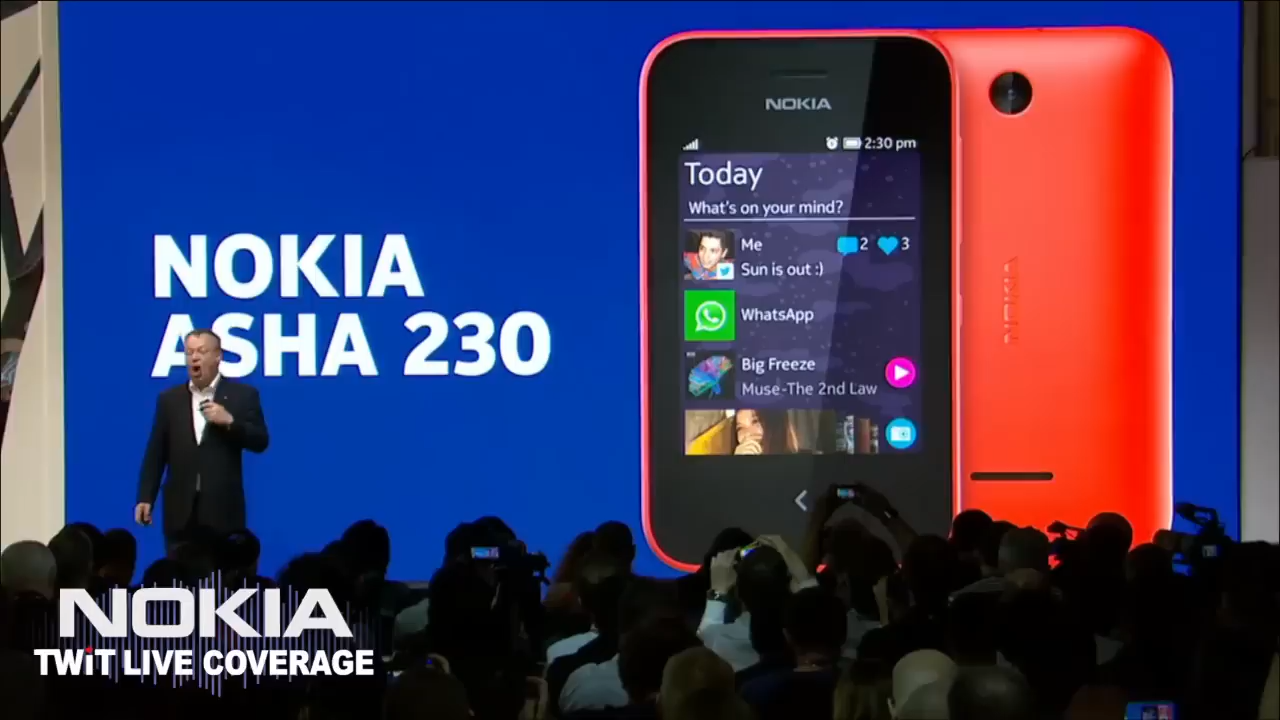 NOKIA
ASHA 230
NOKIA
2:30 pm
Today
What's on your mind?
Me
2
3
Sun is out :)
WhatsApp
Big Freeze
Muse-The 2nd Law
NOKIA
NOKIA
TWiT LIVE COVERAGE